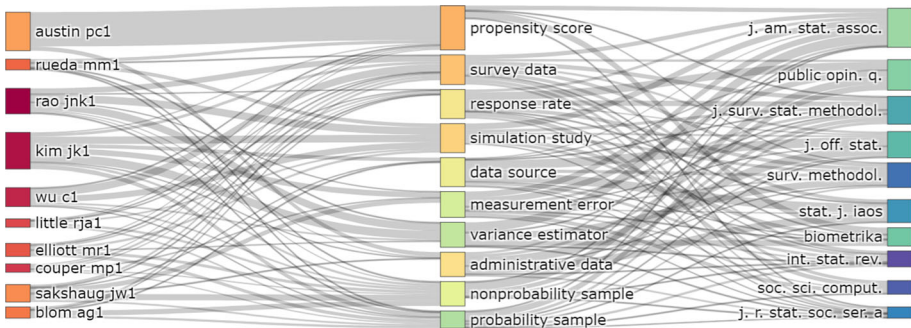 austin pc1
rueda mm1
rao jnk1
kim jk1
wu c1
little rja1
elliott mr1
couper mp1
sakshaug jw1
blom ag1
propensity score
survey data
response rate
simulation study
data source
measurement error
variance estimator
administrative data
nonprobability sample
probability sample
j. am. stat. assoc.
public opin. q.
j. surv. stat. methodol.
j. off. stat.
surv. methodol.
stat. j. iaos
biometrika
int. stat. rev.
soc. sci. comput.
j. r. stat. soc. ser. a